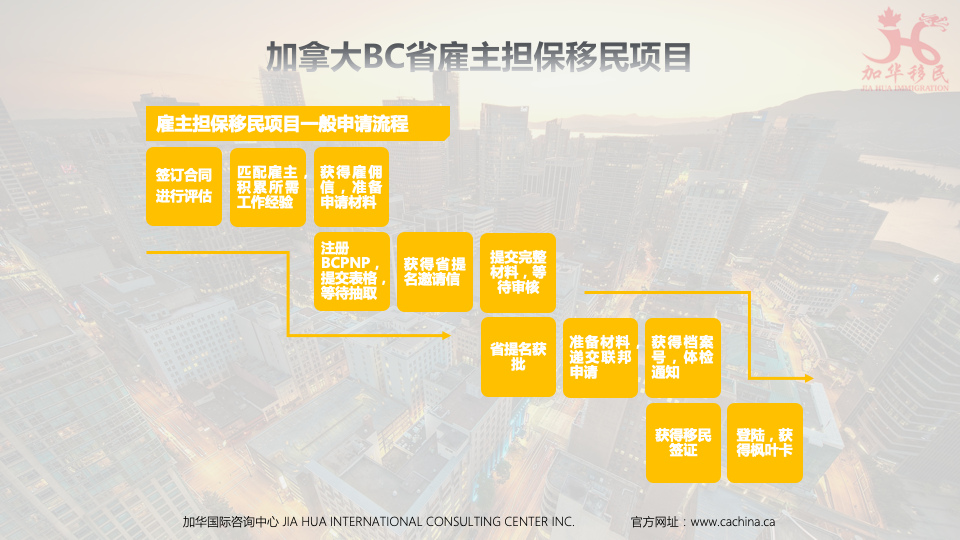 加拿大BC省雇主担保移民项目
加华移民
JIA HUA IMMIGRATION
雇主担保移民项目一般申请流程
签订合同
进行评估
匹配雇主，
积累所需
工作经验
获得雇佣
信，准备
申请材料
注册
BCPNP，
提交表格，
等待抽取
获得省提
名邀请信
提交完整
材料，等
待审核
省提名获
批
准备材料，
递交联邦
申请
获得档案
号，体检
通知
获得移民
签证
登陆，获
得枫叶卡
加华国际咨询中心 JIA HUA INTERNATIONAL CONSULTING CENTER INC. 官方网址：www.cachina.ca